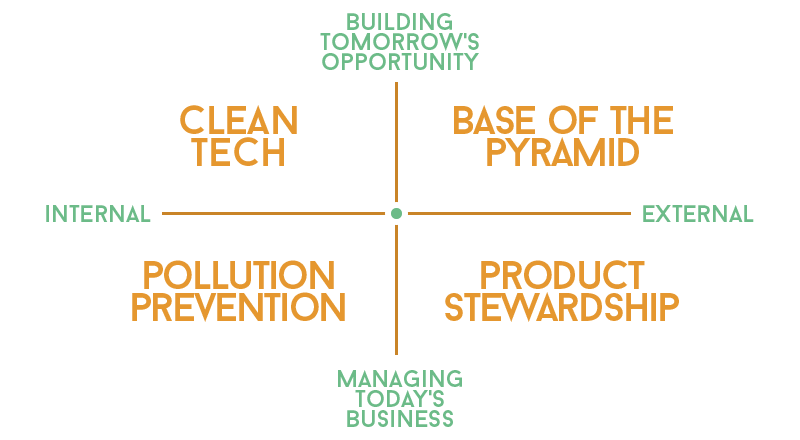 BUILDING
TOMORROW'S
OPPORTUNITY
CLEAN
TECH
BASE OF THE
PYRAMID
INTERNAL
EXTERNAL
POLLUTION
PREVENTION
PRODUCT
STEWARDSHIP
MANAGING
TODAY'S
BUSINESS